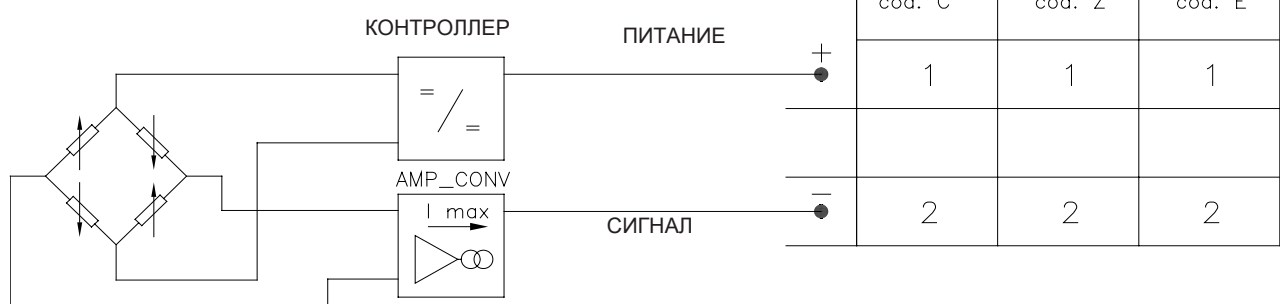 cod. C cod. Z cod. E
КОНТРОЛЛЕР
ПИТАНИЕ
+
1 1 1
= / =
AMP_CONV
I max
−
2 2 2
СИГНАЛ